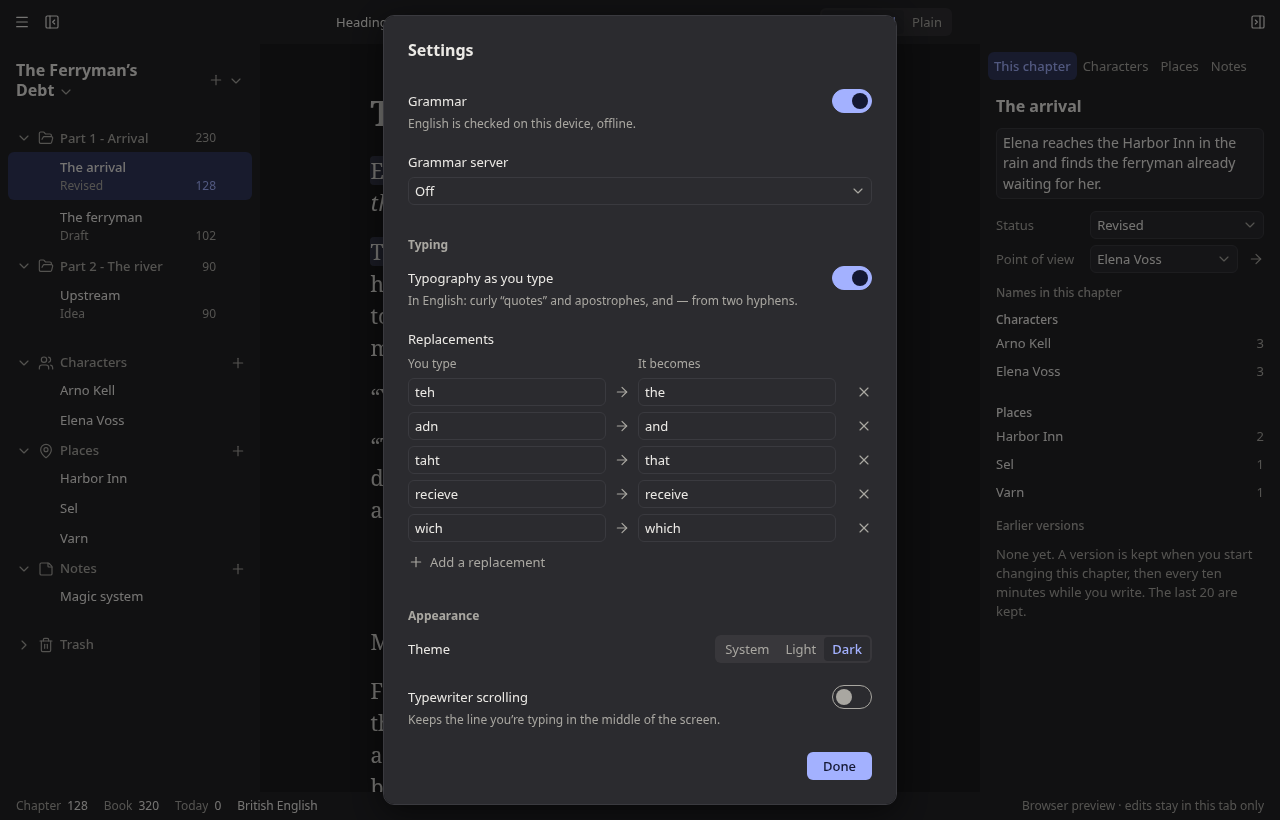 Heading
Plain
The Ferryman’s
Debt
Part 1 - Arrival 230
The arrival
Revised 128
The ferryman
Draft 102
Part 2 - The river 90
Upstream
Idea 90
Characters
Arno Kell
Elena Voss
Places
Harbor Inn
Sel
Varn
Notes
Magic system
Trash
Settings
Grammar
English is checked on this device, offline.
Grammar server
Off
Typing
Typography as you type
In English: curly “quotes” and apostrophes, and — from two hyphens.
Replacements
You type It becomes
teh → the
adn → and
taht → that
recieve → receive
wich → which
Add a replacement
Appearance
Theme System Light Dark
Typewriter scrolling
Keeps the line you’re typing in the middle of the screen.
Done
This chapter Characters Places Notes
The arrival
Elena reaches the Harbor Inn in the
rain and finds the ferryman already
waiting for her.
Status Revised
Point of view Elena Voss
Names in this chapter
Characters
Arno Kell 3
Elena Voss 3
Places
Harbor Inn 2
Sel 1
Varn 1
Earlier versions
None yet. A version is kept when you start
changing this chapter, then every ten
minutes while you write. The last 20 are
kept.
Chapter 128 Book 320 Today 0 British English
Browser preview · edits stay in this tab only